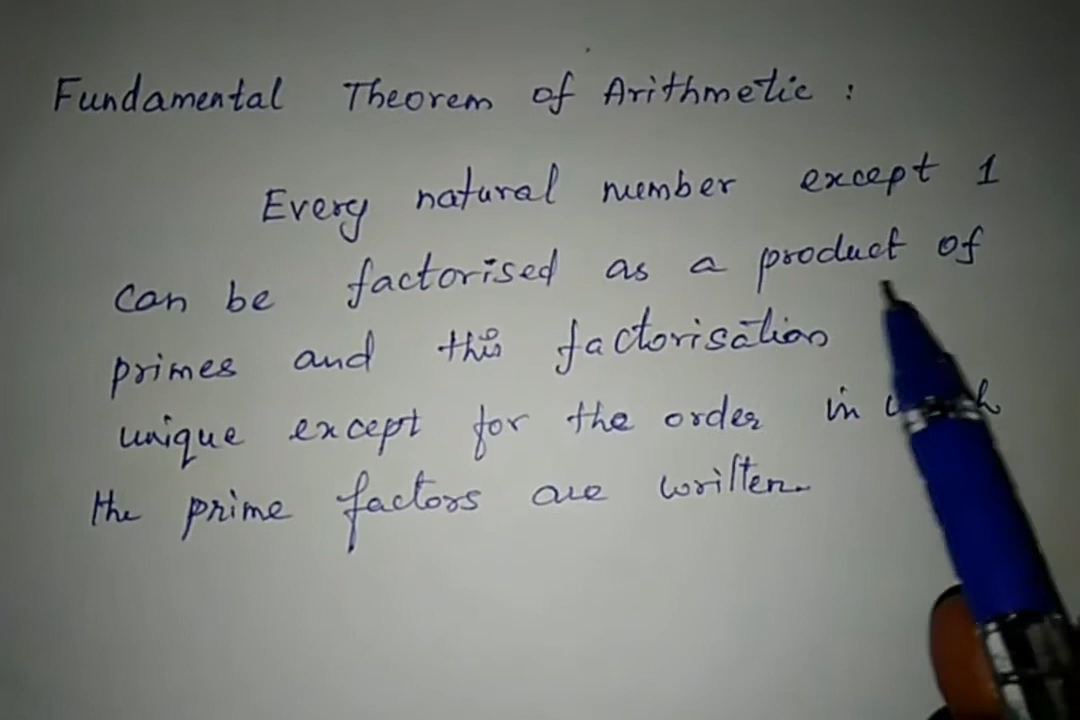 Fundamental Theorem of Arithmetic :
Every natural number except 1
can be factorised as a product of
primes and this factorisation
unique except for the order in
the prime factors are written.